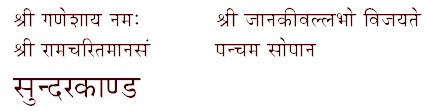 श्री गणेशाय नमः श्री जानकीवल्लभो विजयते
श्री रामचरितमानसं पन्चम सोपान
सुन्दरकाण्ड